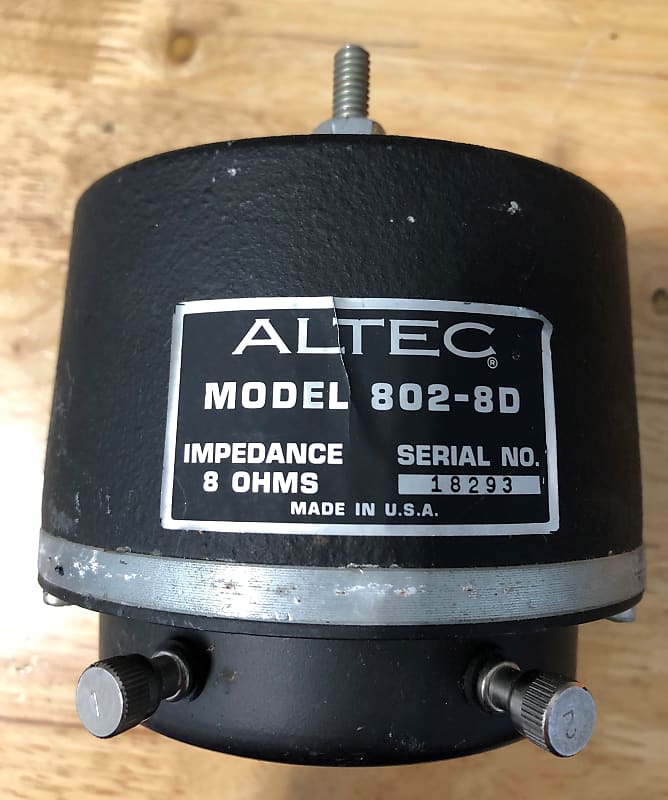 ALTEC®
MODEL 802-8D
IMPEDANCE
8 OHMS
SERIAL NO.
18293
MADE IN U.S.A.
1
2